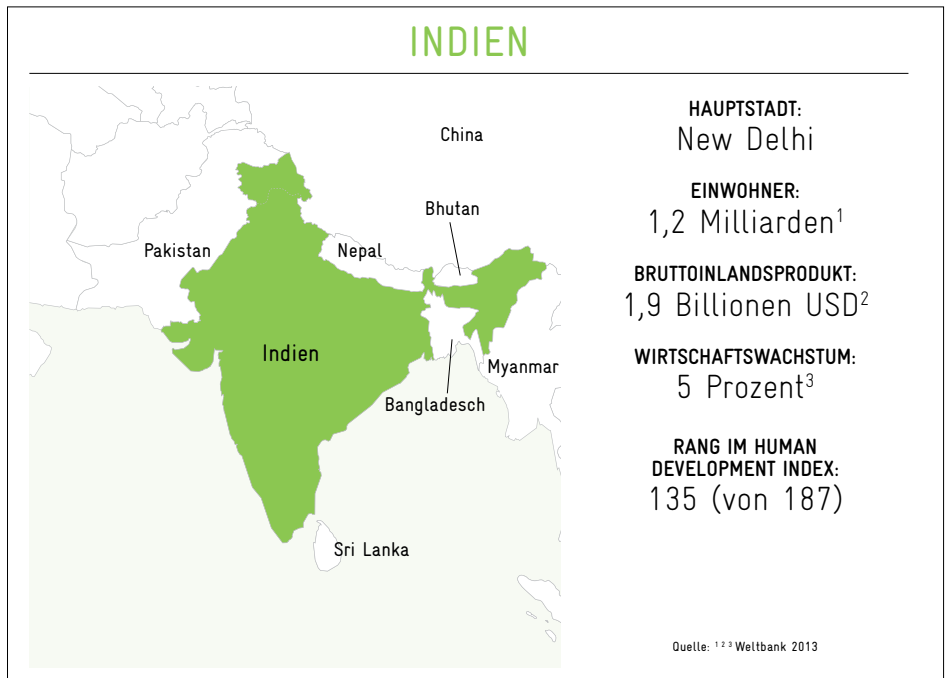 INDIEN
China
Bhutan
Pakistan
Nepal
Indien
Myanmar
Bangladesch
Sri Lanka
HAUPTSTADT:
New Delhi
EINWOHNER:
1,2 Milliarden¹
BRUTTOINLANDSPRODUKT:
1,9 Billionen USD²
WIRTSCHAFTSWACHSTUM:
5 Prozent³
RANG IM HUMAN
DEVELOPMENT INDEX:
135 (von 187)
Quelle: ¹ ² ³ Weltbank 2013